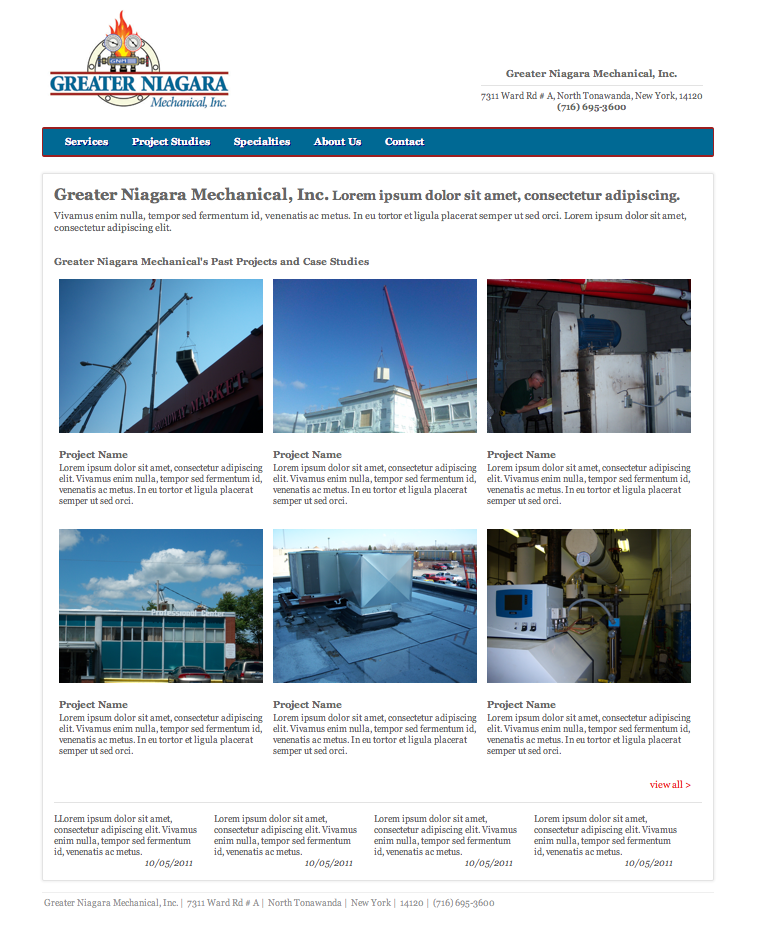 GNM
GREATER NIAGARA
Mechanical, Inc.
Greater Niagara Mechanical, Inc.
7311 Ward Rd # A, North Tonawanda, New York, 14120
(716) 695-3600
Services Project Studies Specialties About Us Contact
Greater Niagara Mechanical, Inc. Lorem ipsum dolor sit amet, consectetur adipiscing.
Vivamus enim nulla, tempor sed fermentum id, venenatis ac metus. In eu tortor et ligula placerat semper ut sed orci. Lorem ipsum dolor sit amet,
consectetur adipiscing elit.
Greater Niagara Mechanical's Past Projects and Case Studies
BROADWAY MARKET
Project Name
Lorem ipsum dolor sit amet, consectetur adipiscing
elit. Vivamus enim nulla, tempor sed fermentum id,
venenatis ac metus. In eu tortor et ligula placerat
semper ut sed orci.
Project Name
Lorem ipsum dolor sit amet, consectetur adipiscing
elit. Vivamus enim nulla, tempor sed fermentum id,
venenatis ac metus. In eu tortor et ligula placerat
semper ut sed orci.
Project Name
Lorem ipsum dolor sit amet, consectetur adipiscing
elit. Vivamus enim nulla, tempor sed fermentum id,
venenatis ac metus. In eu tortor et ligula placerat
semper ut sed orci.
Professional Centre
Project Name
Lorem ipsum dolor sit amet, consectetur adipiscing
elit. Vivamus enim nulla, tempor sed fermentum id,
venenatis ac metus. In eu tortor et ligula placerat
semper ut sed orci.
Project Name
Lorem ipsum dolor sit amet, consectetur adipiscing
elit. Vivamus enim nulla, tempor sed fermentum id,
venenatis ac metus. In eu tortor et ligula placerat
semper ut sed orci.
Project Name
Lorem ipsum dolor sit amet, consectetur adipiscing
elit. Vivamus enim nulla, tempor sed fermentum id,
venenatis ac metus. In eu tortor et ligula placerat
semper ut sed orci.
view all >
LLorem ipsum dolor sit amet,
consectetur adipiscing elit. Vivamus
enim nulla, tempor sed fermentum
id, venenatis ac metus.
10/05/2011
Lorem ipsum dolor sit amet,
consectetur adipiscing elit. Vivamus
enim nulla, tempor sed fermentum
id, venenatis ac metus.
10/05/2011
Lorem ipsum dolor sit amet,
consectetur adipiscing elit. Vivamus
enim nulla, tempor sed fermentum
id, venenatis ac metus.
10/05/2011
Lorem ipsum dolor sit amet,
consectetur adipiscing elit. Vivamus
enim nulla, tempor sed fermentum
id, venenatis ac metus.
10/05/2011
Greater Niagara Mechanical, Inc. | 7311 Ward Rd # A | North Tonawanda | New York | 14120 | (716) 695-3600